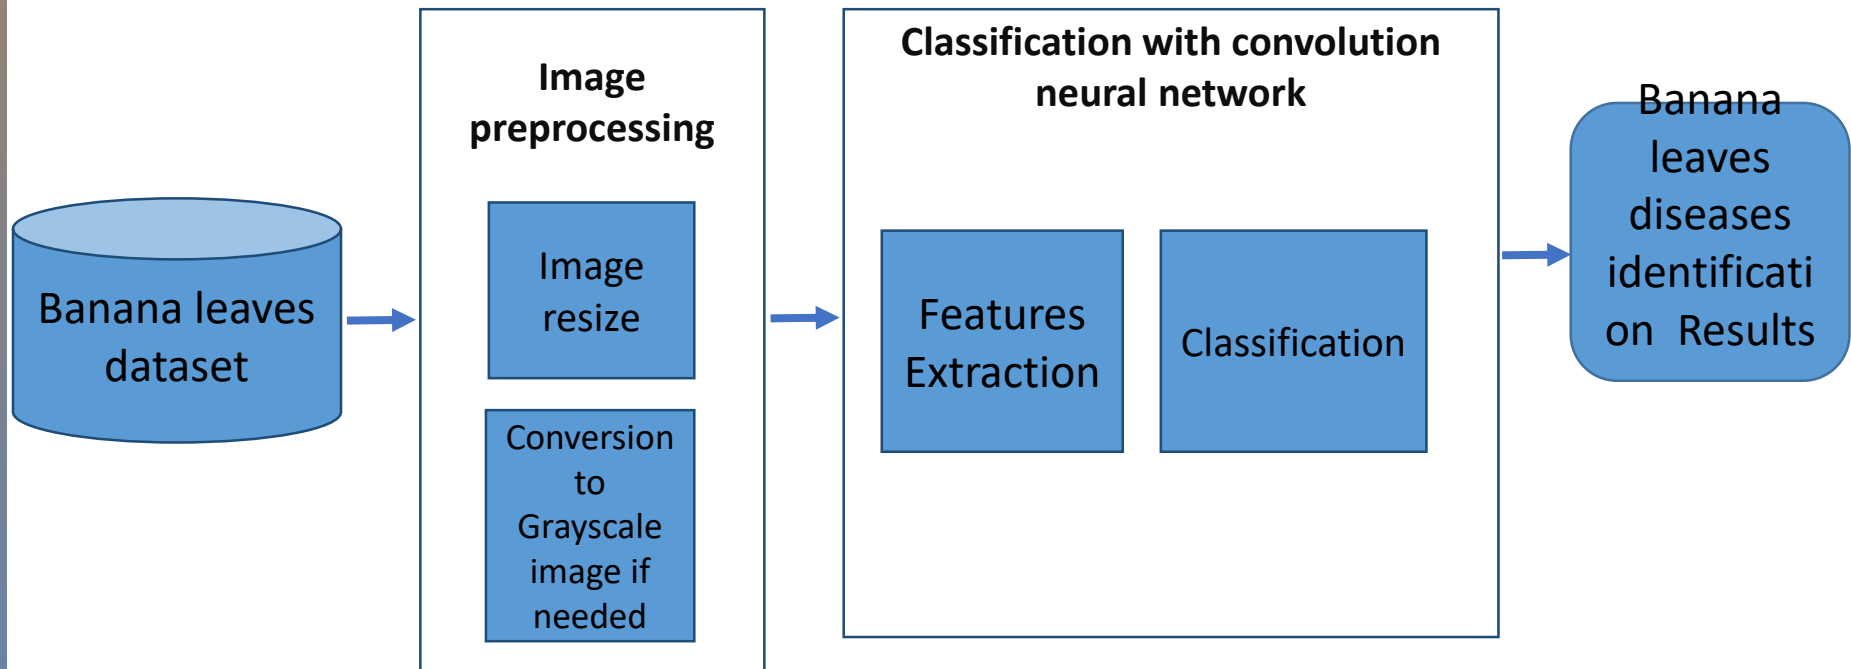 Banana leaves
dataset
Image
preprocessing
Image
resize
Conversion
to
Grayscale
image if
needed
Classification with convolution
neural network
Features
Extraction
Classification
Banana
leaves
diseases
identificati
on Results